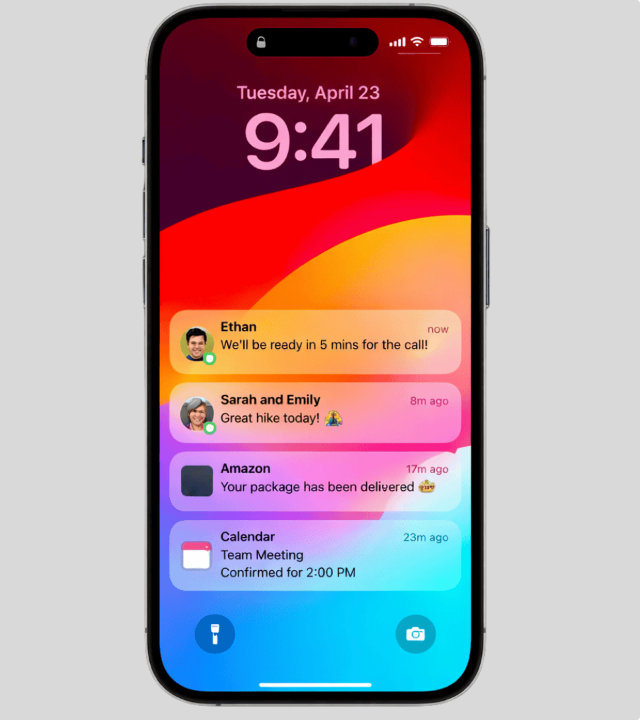 Tuesday, April 23
9:41
Ethan
now
We'll be ready in 5 mins for the call!
Sarah and Emily
8m ago
Great hike today!
Amazon
17m ago
Your package has been delivered
Calendar
23m ago
Team Meeting
Confirmed for 2:00 PM